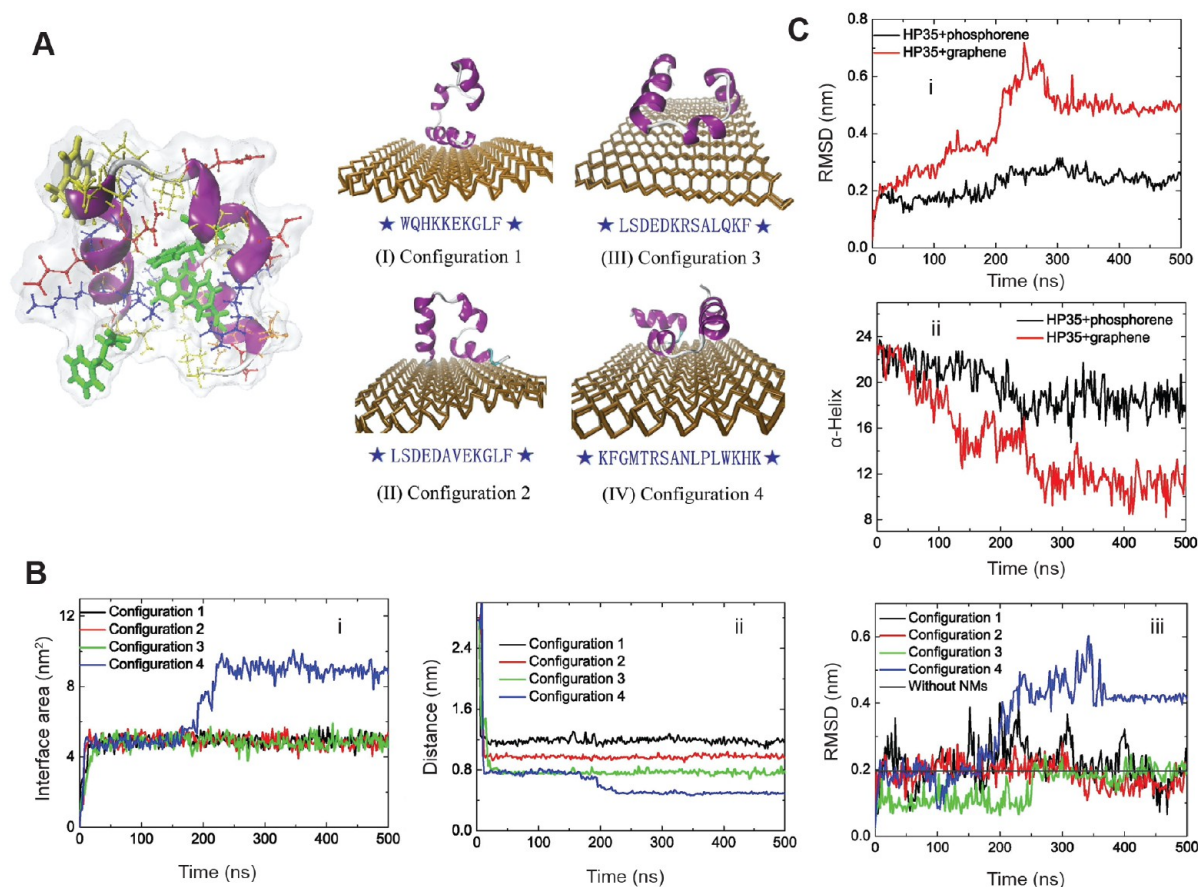 A
★ WQHKKEKGLF ★
(I) Configuration 1
★ LSDEDKRSALQKF ★
(III) Configuration 3
★ LSDEDAVEKGLF ★
(II) Configuration 2
★ KFGMTRSANLPLWKHK ★
(IV) Configuration 4
C
HP35+phosphorene
HP35+graphene
i
RMSD (nm)
0.8
0.6
0.4
0.2
0.0
0 100 200 300 400 500
Time (ns)
ii
HP35+phosphorene
HP35+graphene
α-Helix
24
20
16
12
8
0 100 200 300 400 500
Time (ns)
B
Configuration 1
Configuration 2
Configuration 3
Configuration 4
i
Interface area (nm²)
12
8
4
0
0 100 200 300 400 500
Time (ns)
ii
Configuration 1
Configuration 2
Configuration 3
Configuration 4
Distance (nm)
2.4
1.6
0.8
0.0
0 100 200 300 400 500
Time (ns)
iii
Configuration 1
Configuration 2
Configuration 3
Configuration 4
Without NMs
RMSD (nm)
0.6
0.4
0.2
0.0
0 100 200 300 400 500
Time (ns)